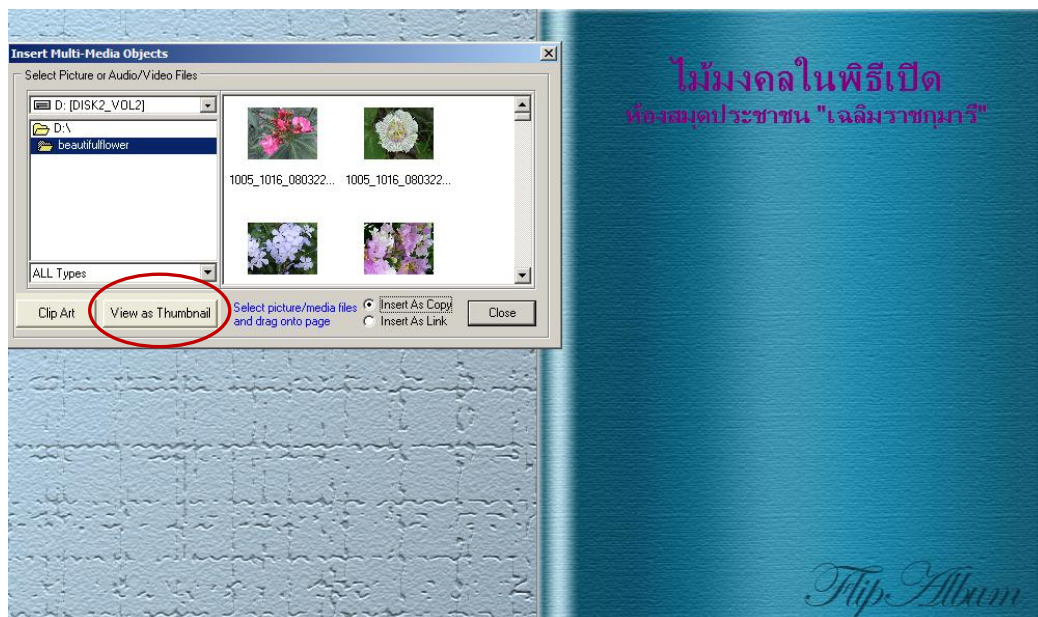 Insert Multi-Media Objects
Select Picture or Audio/Video Files
D: [DISK2_VOL2]
D:\
beautifulflower
1005_1016_080322... 1005_1016_080322...
ALL Types
Clip Art
View as Thumbnail
Select picture/media files
and drag onto page
Insert As Copy
Insert As Link
Close
ไม้มงคลในพิธีเปิด
ห้องสมุดประชาชน "เฉลิมราชกุมารี"
FlipAlbum